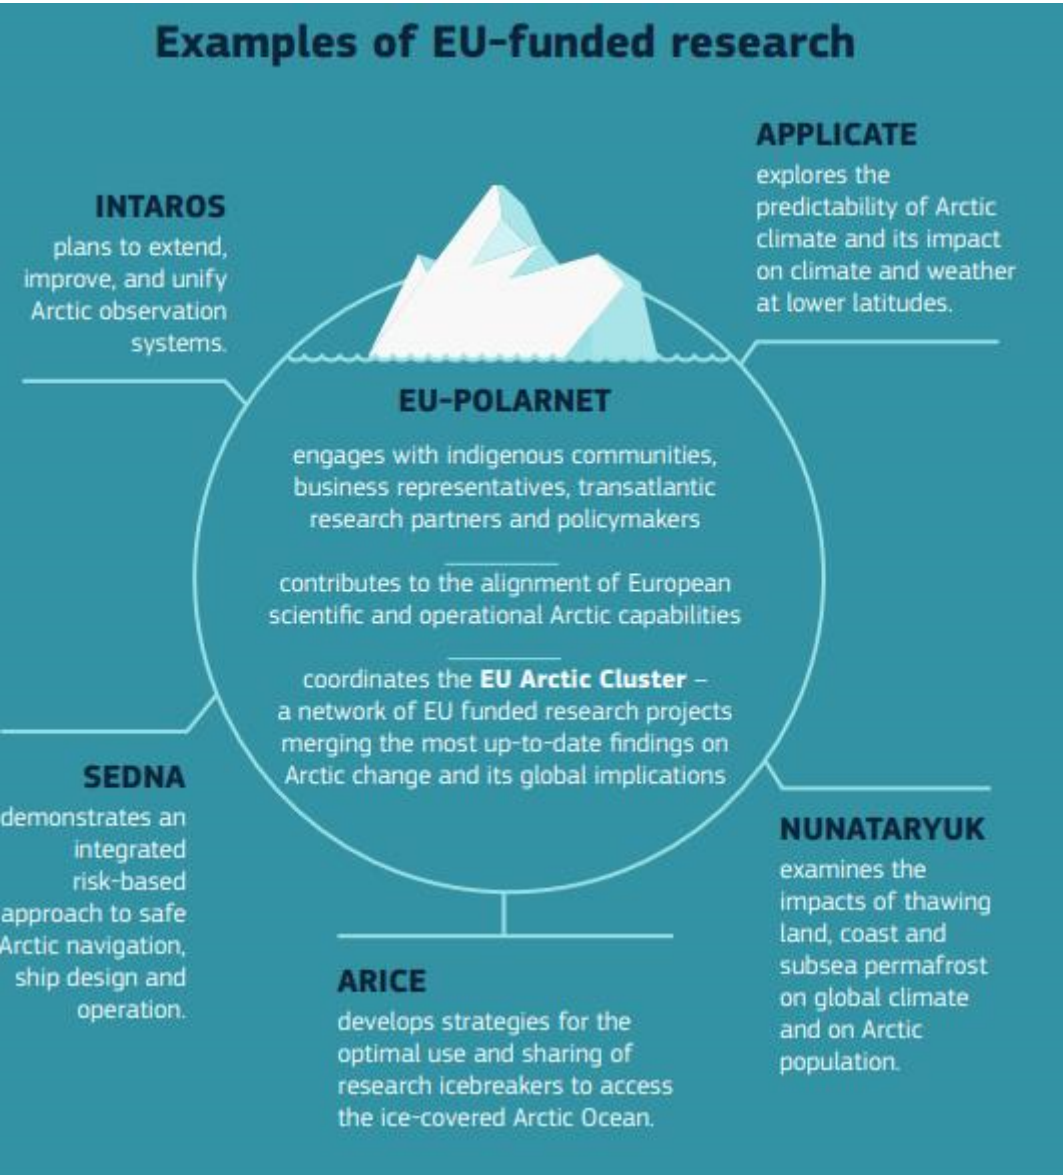 Examples of EU-funded research
APPLICATE
explores the
predictability of Arctic
climate and its impact
on climate and weather
at lower latitudes.
INTAROS
plans to extend,
improve, and unify
Arctic observation
systems.
EU-POLARNET
engages with indigenous communities,
business representatives, transatlantic
research partners and policymakers
contributes to the alignment of European
scientific and operational Arctic capabilities
coordinates the EU Arctic Cluster –
a network of EU funded research projects
merging the most up-to-date findings on
Arctic change and its global implications
SEDNA
demonstrates an
integrated
risk-based
approach to safe
Arctic navigation,
ship design and
operation.
NUNATARYUK
examines the
impacts of thawing
land, coast and
subsea permafrost
on global climate
and on Arctic
population.
ARICE
develops strategies for the
optimal use and sharing of
research icebreakers to access
the ice-covered Arctic Ocean.